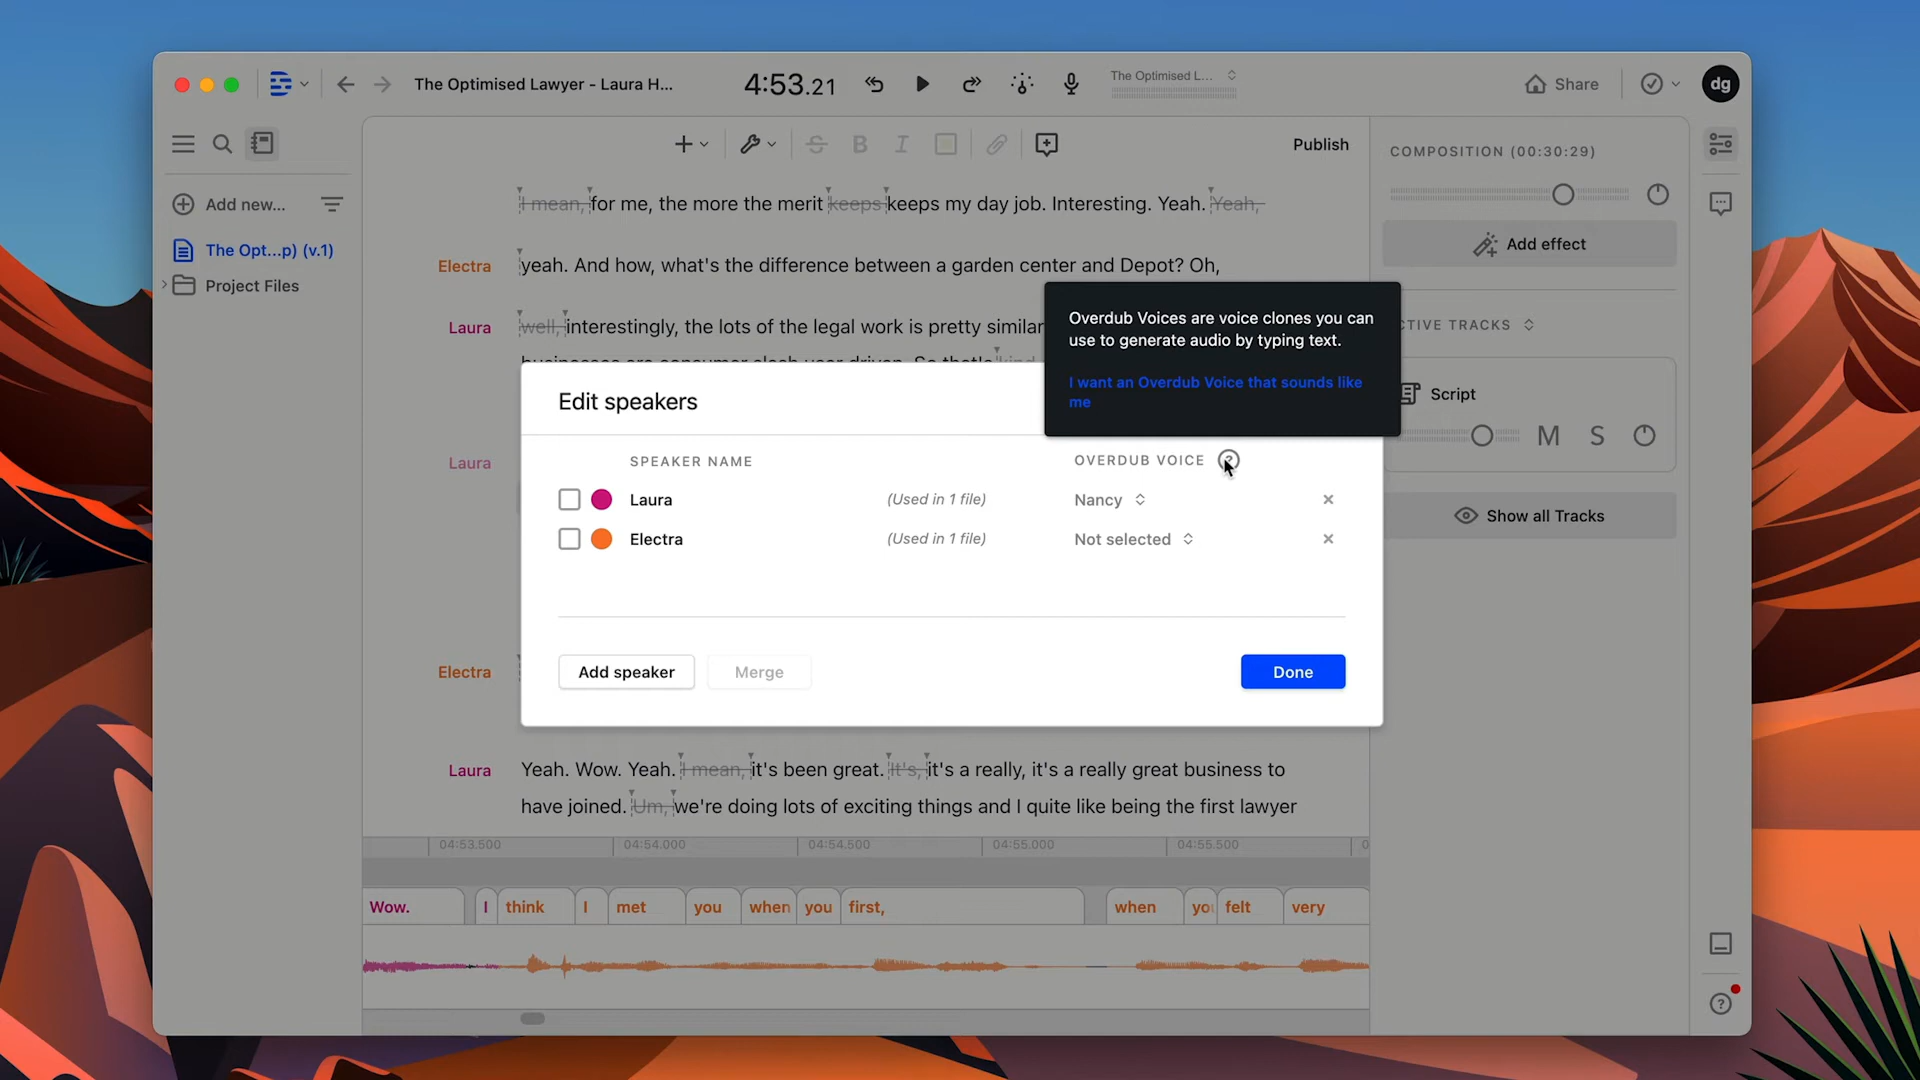 The Optimised Lawyer - Laura H...
4:53.21
The Optimised L...
Share
dg
Publish
Add new...
The Opt...p) (v.1)
Project Files
I mean, for me, the more the merit keeps keeps my day job. Interesting. Yeah. Yeah,
Electra
yeah. And how, what's the difference between a garden center and Depot? Oh,
Laura
well, interestingly, the lots of the legal work is pretty similar
COMPOSITION (00:30:29)
Add effect
CTIVE TRACKS
Script
M S
Show all Tracks
Overdub Voices are voice clones you can
use to generate audio by typing text.
I want an Overdub Voice that sounds like
me
Edit speakers
SPEAKER NAME
OVERDUB VOICE ?
Laura (Used in 1 file) Nancy
Electra (Used in 1 file) Not selected
Add speaker
Merge
Done
Laura
Electra
Laura
Yeah. Wow. Yeah. I mean, it's been great. It's, it's a really, it's a really great business to
have joined. Um, we're doing lots of exciting things and I quite like being the first lawyer
04:53.500 04:54.000 04:54.500 04:55.000 04:55.500 0
Wow. I think I met you when you first, when you felt very
?